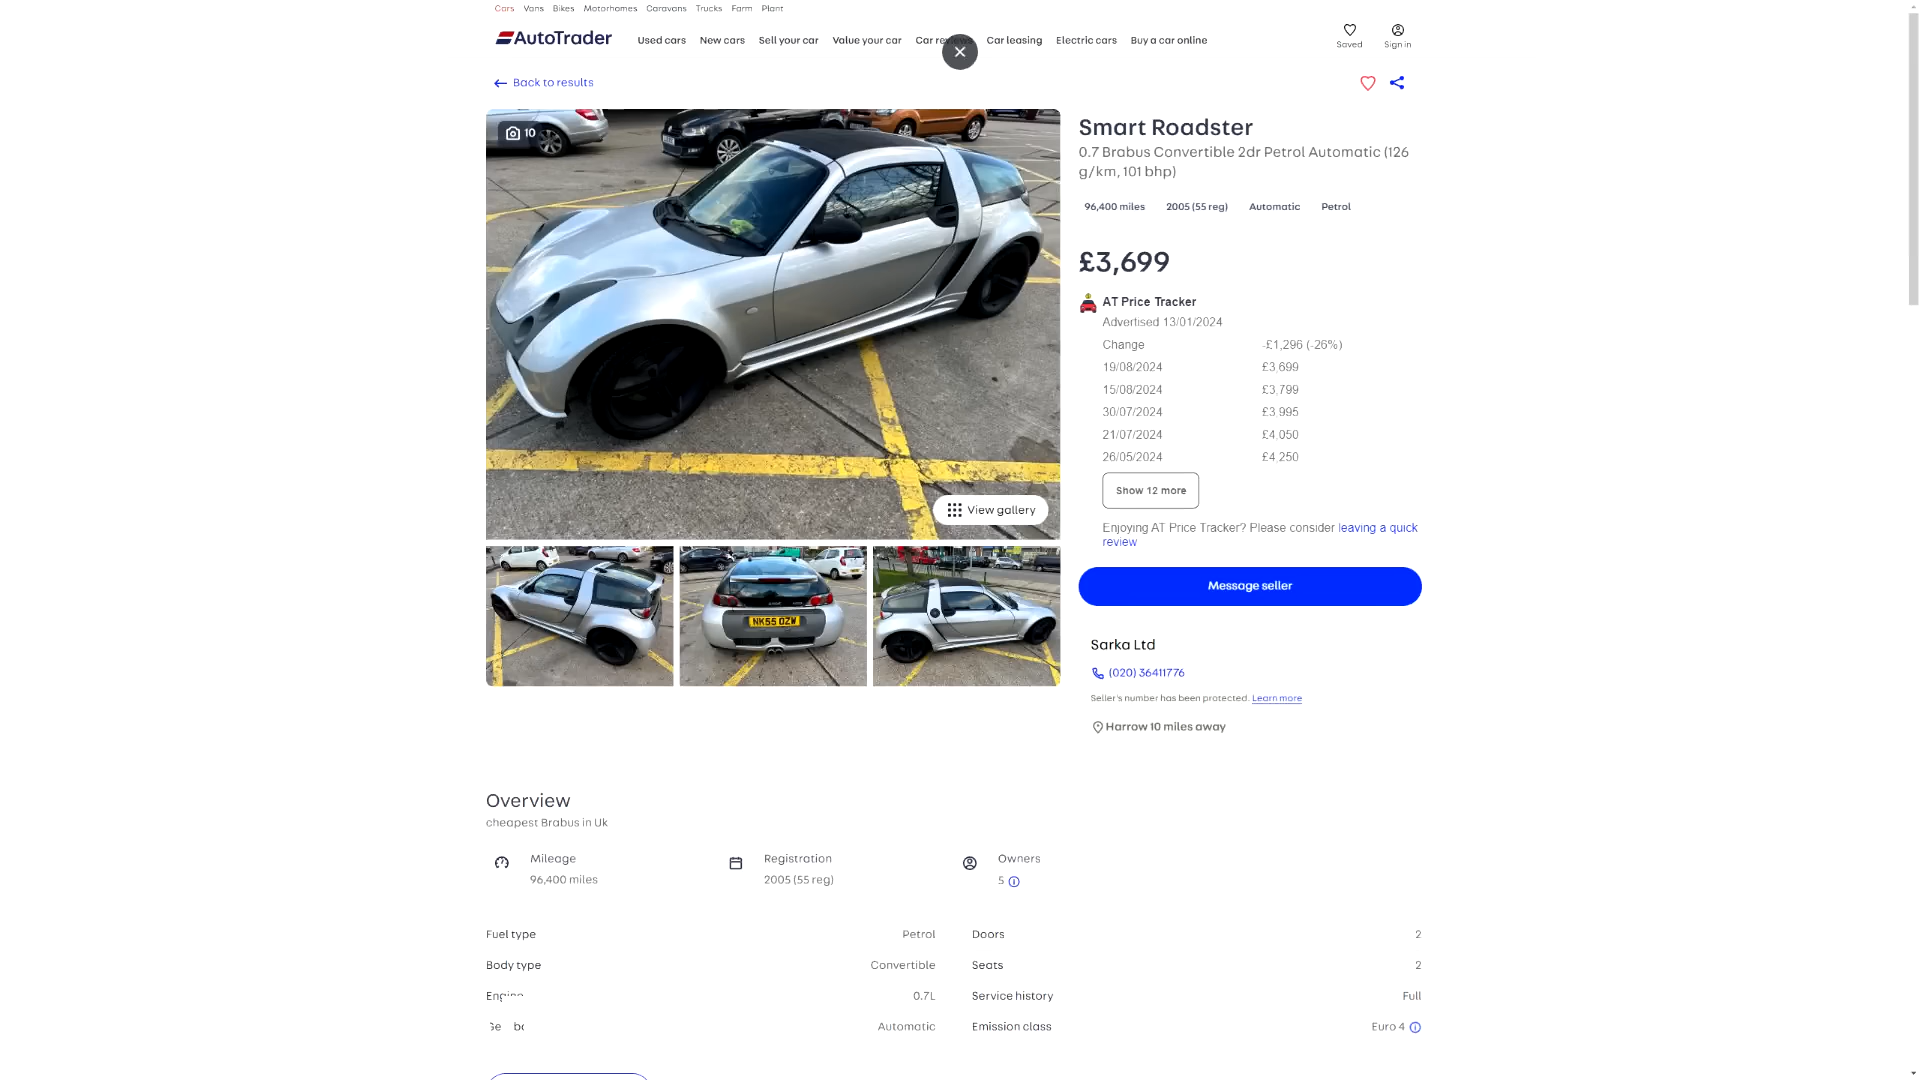 Cars Vans Bikes Motorhomes Caravans Trucks Farm Plant
AutoTrader
Used cars New cars Sell your car Value your car Car reviews Car leasing Electric cars Buy a car online
Saved
Sign in
Back to results
10
View gallery
NK55 OZW
Smart Roadster
0.7 Brabus Convertible 2dr Petrol Automatic (126
g/km, 101 bhp)
96,400 miles 2005 (55 reg) Automatic Petrol
£3,699
AT Price Tracker
Advertised 13/01/2024
Change -£1,296 (-26%)
19/08/2024 £3,699
15/08/2024 £3,799
30/07/2024 £3,995
21/07/2024 £4,050
26/05/2024 £4,250
Show 12 more
Enjoying AT Price Tracker? Please consider leaving a quick
review
Message seller
Sarka Ltd
(020) 36411776
Seller's number has been protected. Learn more
Harrow 10 miles away
Overview
cheapest Brabus in Uk
Mileage
96,400 miles
Registration
2005 (55 reg)
Owners
5
Fuel type Petrol
Doors 2
Body type Convertible
Seats 2
Engine 0.7L
Service history Full
Automatic
Emission class Euro 4